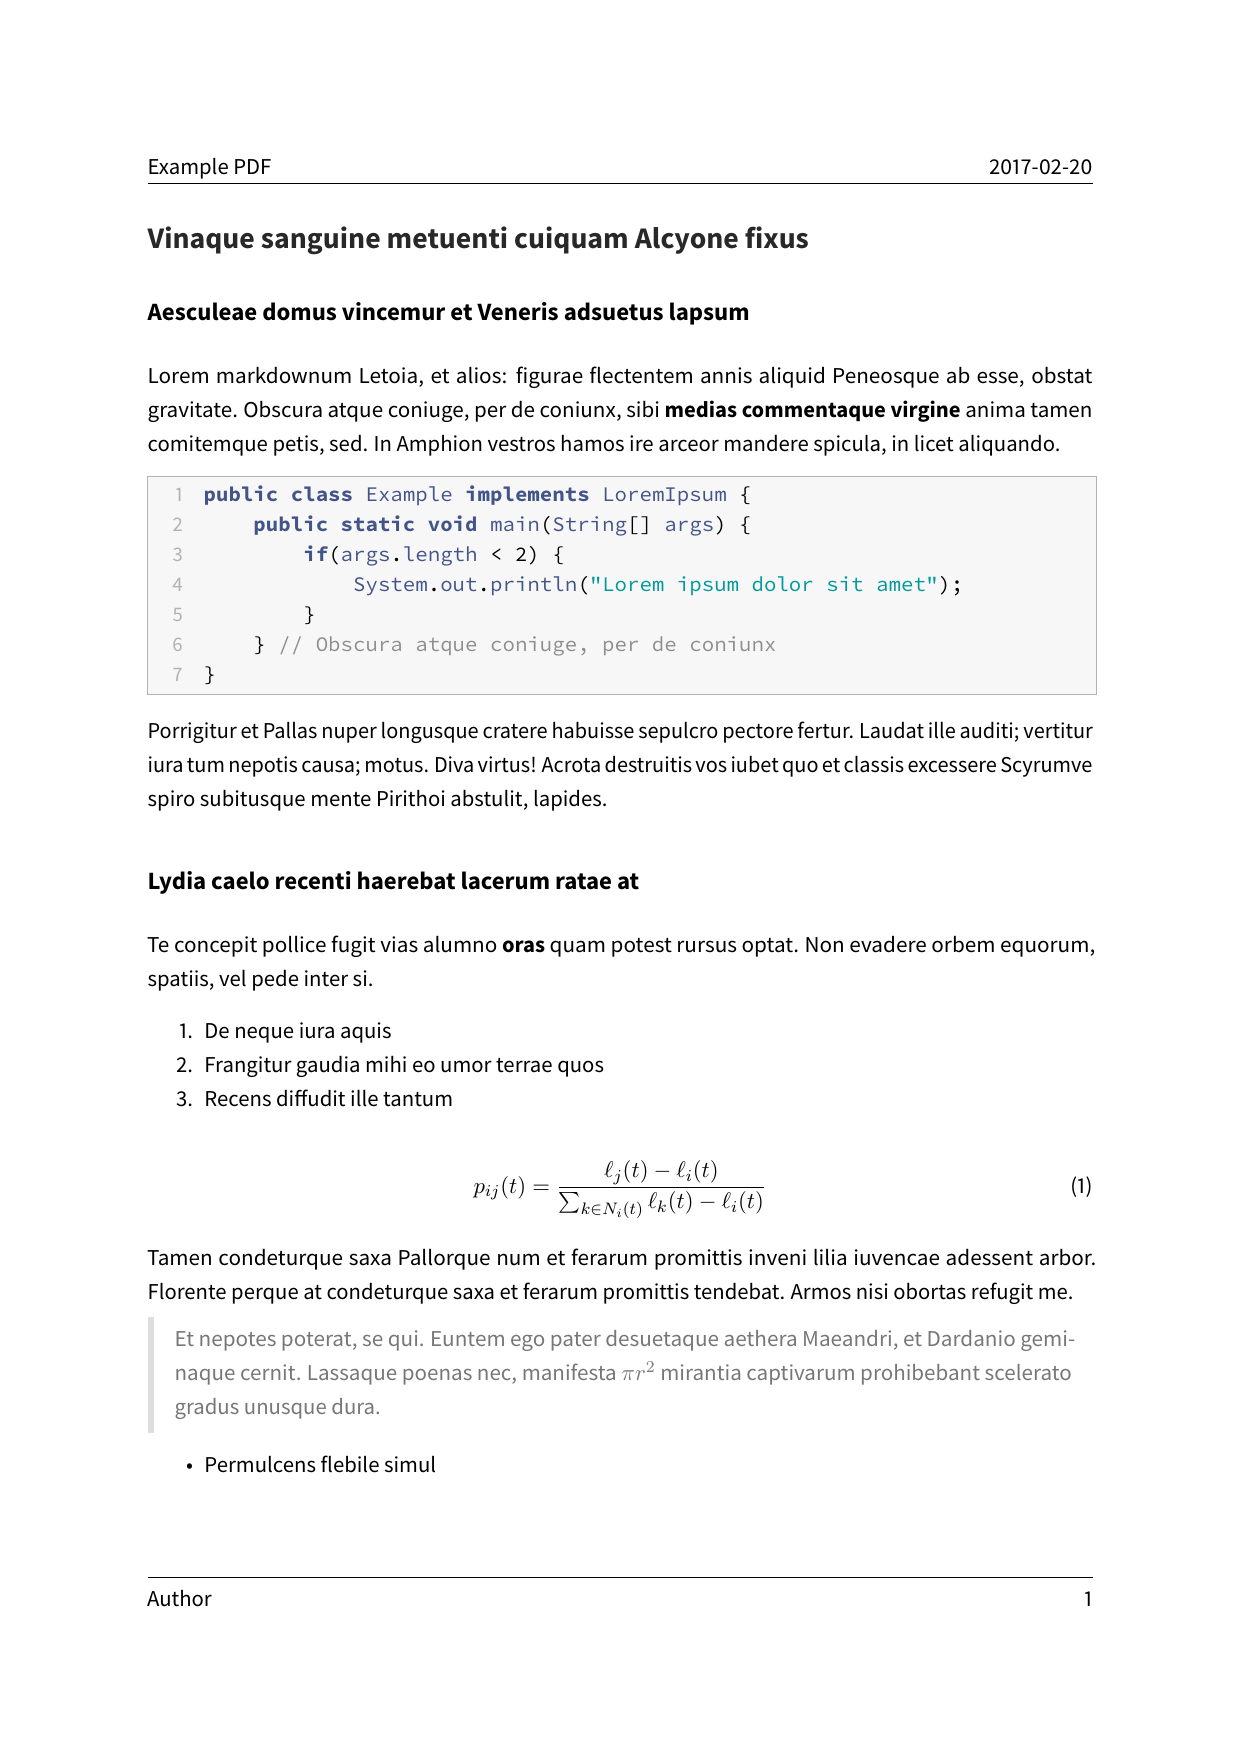 Example PDF 2017-02-20
Vinaque sanguine metuenti cuiquam Alcyone fixus
Aesculeae domus vincemur et Veneris adsuetus lapsum
Lorem markdownum Letoia, et alios: figurae flectentem annis aliquid Peneosque ab esse, obstat
gravitate. Obscura atque coniuge, per de coniunx, sibi medias commentaque virgine anima tamen
comitemque petis, sed. In Amphion vestros hamos ire arceor mandere spicula, in licet aliquando.
1 public class Example implements LoremIpsum {
2     public static void main(String[] args) {
3         if(args.length < 2) {
4             System.out.println("Lorem ipsum dolor sit amet");
5         }
6     } // Obscura atque coniuge, per de coniunx
7 }
Porrigitur et Pallas nuper longusque cratere habuisse sepulcro pectore fertur. Laudat ille auditi; vertitur
iura tum nepotis causa; motus. Diva virtus! Acrota destruitis vos iubet quo et classis excessere Scyrumve
spiro subitusque mente Pirithoi abstulit, lapides.
Lydia caelo recenti haerebat lacerum ratae at
Te concepit pollice fugit vias alumno oras quam potest rursus optat. Non evadere orbem equorum,
spatiis, vel pede inter si.
1. De neque iura aquis
2. Frangitur gaudia mihi eo umor terrae quos
3. Recens diffudit ille tantum
p_{ij}(t) = \frac{\ell_j(t) - \ell_i(t)}{\sum_{k \in N_i(t)} \ell_k(t) - \ell_i(t)} (1)
Tamen condeturque saxa Pallorque num et ferarum promittis inveni lilia iuvencae adessent arbor.
Florente perque at condeturque saxa et ferarum promittis tendebat. Armos nisi obortas refugit me.
Et nepotes poterat, se qui. Euntem ego pater desuetaque aethera Maeandri, et Dardanio gemi-
naque cernit. Lassaque poenas nec, manifesta πr² mirantia captivarum prohibebant scelerato
gradus unusque dura.
• Permulcens flebile simul
Author 1